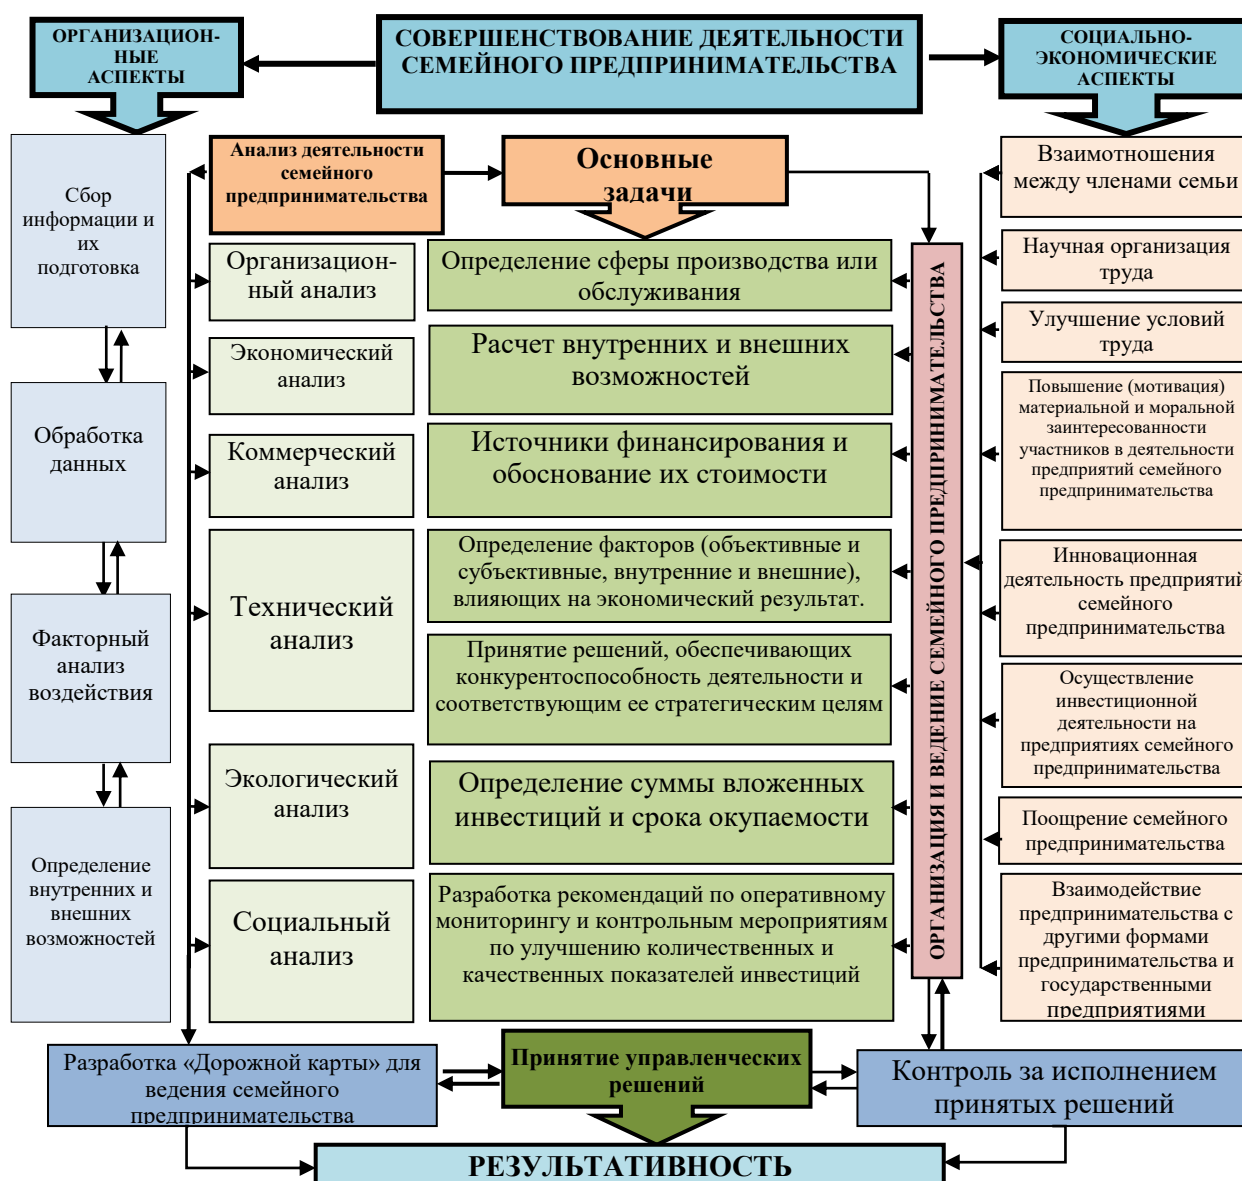 ОРГАНИЗАЦИОН-
НЫЕ
АСПЕКТЫ
СОВЕРШЕНСТВОВАНИЕ ДЕЯТЕЛЬНОСТИ
СЕМЕЙНОГО ПРЕДПРИНИМАТЕЛЬСТВА
СОЦИАЛЬНО-
ЭКОНОМИЧЕСКИЕ
АСПЕКТЫ
Сбор
информации и
их
подготовка
Обработка
данных
Факторный
анализ
воздействия
Определение
внутренних и
внешних
возможностей
Анализ деятельности
семейного
предпринимательства
Организацион-
ный анализ
Экономический
анализ
Коммерческий
анализ
Технический
анализ
Экологический
анализ
Социальный
анализ
Основные
задачи
Определение сферы производства или
обслуживания
Расчет внутренних и внешних
возможностей
Источники финансирования и
обоснование их стоимости
Определение факторов (объективные и
субъективные, внутренние и внешние),
влияющих на экономический результат.
Принятие решений, обеспечивающих
конкурентоспособность деятельности и
соответствующим ее стратегическим целям
Определение суммы вложенных
инвестиций и срока окупаемости
Разработка рекомендаций по оперативному
мониторингу и контрольным мероприятиям
по улучшению количественных и
качественных показателей инвестиций
ОРГАНИЗАЦИЯ И ВЕДЕНИЕ СЕМЕЙНОГО ПРЕДПРИНИМАТЕЛЬСТВА
Взаимотношения
между членами семьи
Научная организация
труда
Улучшение условий
труда
Повышение (мотивация)
материальной и моральной
заинтересованности
участников в деятельности
предприятий семейного
предпринимательства
Инновационная
деятельность предприятий
семейного
предпринимательства
Осуществление
инвестиционной
деятельности на
предприятиях семейного
предпринимательства
Поощрение семейного
предпринимательства
Взаимодействие
предпринимательства с
другими формами
предпринимательства и
государственными
предприятиями
Разработка «Дорожной карты» для
ведения семейного
предпринимательства
Принятие управленческих
решений
Контроль за исполнением
принятых решений
РЕЗУЛЬТАТИВНОСТЬ